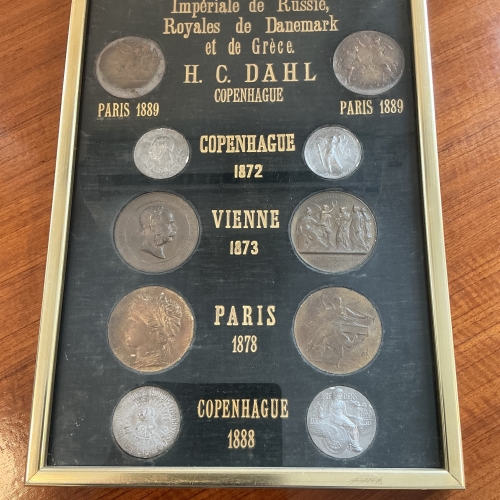 Impériale de Russie,
Royales de Danemark
et de Grèce.
H. C. DAHL
COPENHAGUE
PARIS 1889
PARIS 1889
COPENHAGUE
1872
VIENNE
1873
PARIS
1878
COPENHAGUE
1888